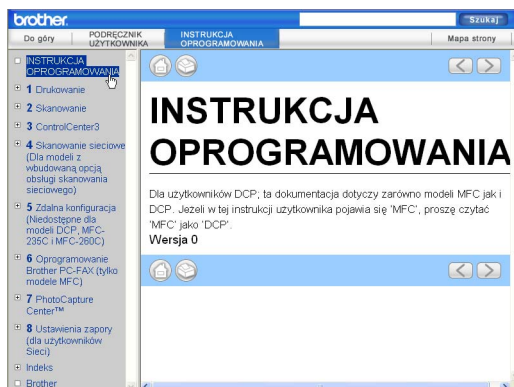 brother.
Szukaj
Do góry
PODRĘCZNIK
UŻYTKOWNIKA
INSTRUKCJA
OPROGRAMOWANIA
Mapa strony
INSTRUKCJA
OPROGRAMOWANIA
1 Drukowanie
2 Skanowanie
3 ControlCenter3
4 Skanowanie sieciowe
(Dla modeli z
wbudowaną opcją
obsługi skanowania
sieciowego)
5 Zdalna konfiguracja
(Niedostępne dla
modeli DCP, MFC-
235C i MFC-260C)
6 Oprogramowanie
Brother PC-FAX (tylko
modele MFC)
7 PhotoCapture
Center™
8 Ustawienia zapory
(dla użytkowników
Sieci)
Indeks
Brother
INSTRUKCJA
OPROGRAMOWANIA
Dla użytkowników DCP; ta dokumentacja dotyczy zarówno modeli MFC jak i
DCP. Jeżeli w tej instrukcji użytkownika pojawia się 'MFC', proszę czytać
'MFC' jako 'DCP'.
Wersja 0